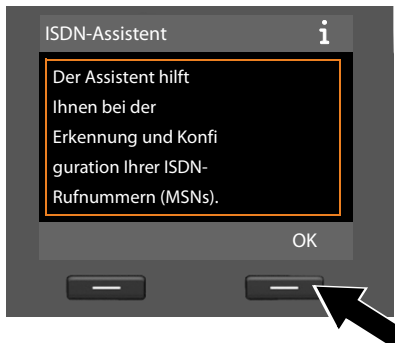 ISDN-Assistent i
Der Assistent hilft
Ihnen bei der
Erkennung und Konfi
guration Ihrer ISDN-
Rufnummern (MSNs).
OK